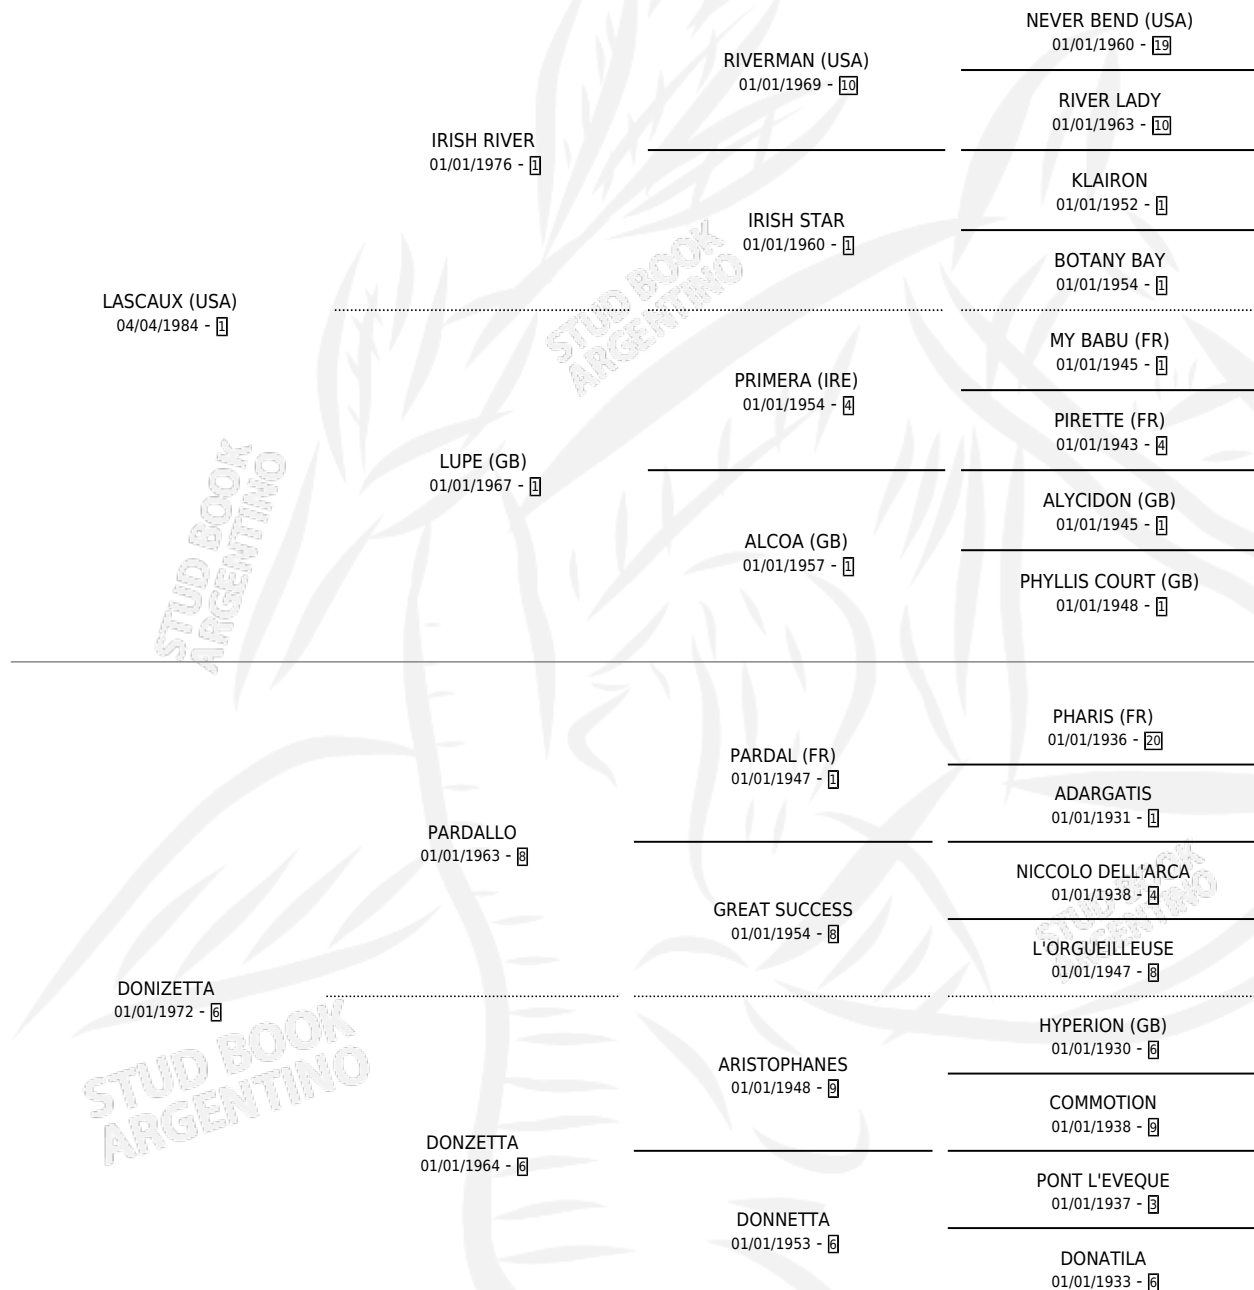 NEVER BEND (USA)
01/01/1960 - 19
RIVERMAN (USA)
01/01/1969 - 10
RIVER LADY
01/01/1963 - 10
IRISH RIVER
01/01/1976 - 1
KLAIRON
01/01/1952 - 1
IRISH STAR
01/01/1960 - 1
BOTANY BAY
01/01/1954 - 1
LASCAUX (USA)
04/04/1984 - 1
STUD BOOK
ARGENTINO
MY BABU (FR)
01/01/1945 - 1
PRIMERA (IRE)
01/01/1954 - 4
PIRETTE (FR)
01/01/1943 - 4
LUPE (GB)
01/01/1967 - 1
ALYCIDON (GB)
01/01/1945 - 1
ALCOA (GB)
01/01/1957 - 1
PHYLLIS COURT (GB)
01/01/1948 - 1
STUD BOOK
ARGENTINO
PHARIS (FR)
01/01/1936 - 20
PARDAL (FR)
01/01/1947 - 1
ADARGATIS
01/01/1931 - 1
PARDALLO
01/01/1963 - 8
NICCOLO DELL'ARCA
01/01/1938 - 4
GREAT SUCCESS
01/01/1954 - 8
STUD BOOK
ARGENTINO
L'ORGUEILLEUSE
01/01/1947 - 8
DONIZETTA
01/01/1972 - 6
STUD BOOK
ARGENTINO
HYPERION (GB)
01/01/1930 - 6
ARISTOPHANES
01/01/1948 - 9
COMMOTION
01/01/1938 - 9
DONZETTA
01/01/1964 - 6
PONT L'EVEQUE
01/01/1937 - 3
DONNETTA
01/01/1953 - 6
DONATILA
01/01/1933 - 6